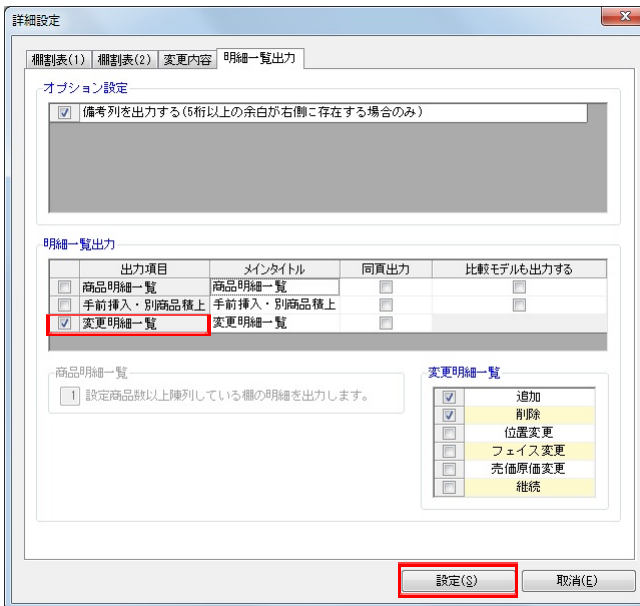 詳細設定
棚割表(1) 棚割表(2) 変更内容 明細一覧出力
オプション設定
備考列を出力する(5桁以上の余白が右側に存在する場合のみ)
明細一覧出力
出力項目 メインタイトル 同頁出力 比較モデルも出力する
商品明細一覧 商品明細一覧
手前挿入・別商品積上 手前挿入・別商品積上
変更明細一覧 変更明細一覧
商品明細一覧
1 設定商品数以上陳列している棚の明細を出力します。
変更明細一覧
追加
削除
位置変更
フェイス変更
売価原価変更
継続
設定(S) 取消(E)